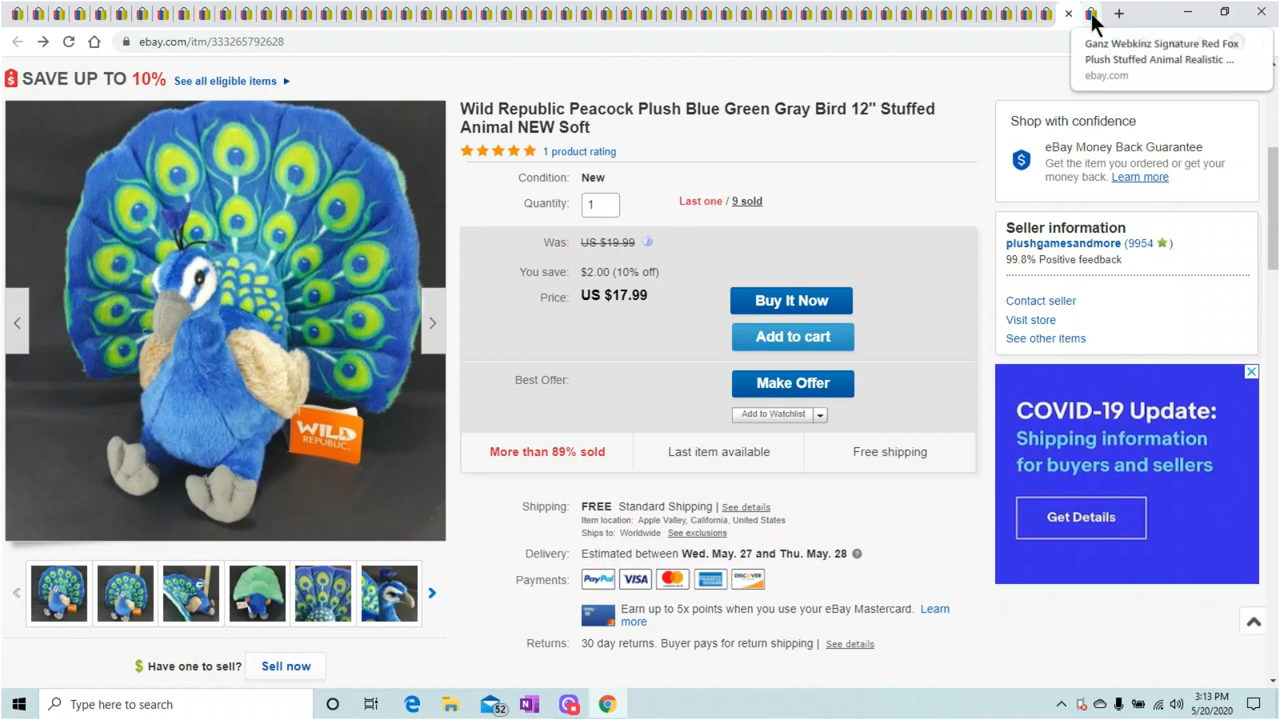 ebay.com/itm/333265792628
Ganz Webkinz Signature Red Fox
Plush Stuffed Animal Realistic ...
ebay.com
SAVE UP TO 10% See all eligible items
Wild Republic Peacock Plush Blue Green Gray Bird 12" Stuffed
Animal NEW Soft
1 product rating
Condition: New
Quantity: 1 Last one / 9 sold
Was: US $19.99
You save: $2.00 (10% off)
Price: US $17.99
Buy It Now
Add to cart
Best Offer:
Make Offer
Add to Watchlist
More than 89% sold Last item available Free shipping
Shipping: FREE Standard Shipping | See details
Item location: Apple Valley, California, United States
Ships to: Worldwide See exclusions
Delivery: Estimated between Wed. May. 27 and Thu. May. 28
Payments: PayPal VISA
Earn up to 5x points when you use your eBay Mastercard. Learn
more
Returns: 30 day returns. Buyer pays for return shipping | See details
WILD
REPUBLIC
Have one to sell? Sell now
Shop with confidence
eBay Money Back Guarantee
Get the item you ordered or get your
money back. Learn more
Seller information
plushgamesandmore (9954 )
99.8% Positive feedback
Contact seller
Visit store
See other items
COVID-19 Update:
Shipping information
for buyers and sellers
Get Details
Type here to search
52
3:13 PM
5/20/2020